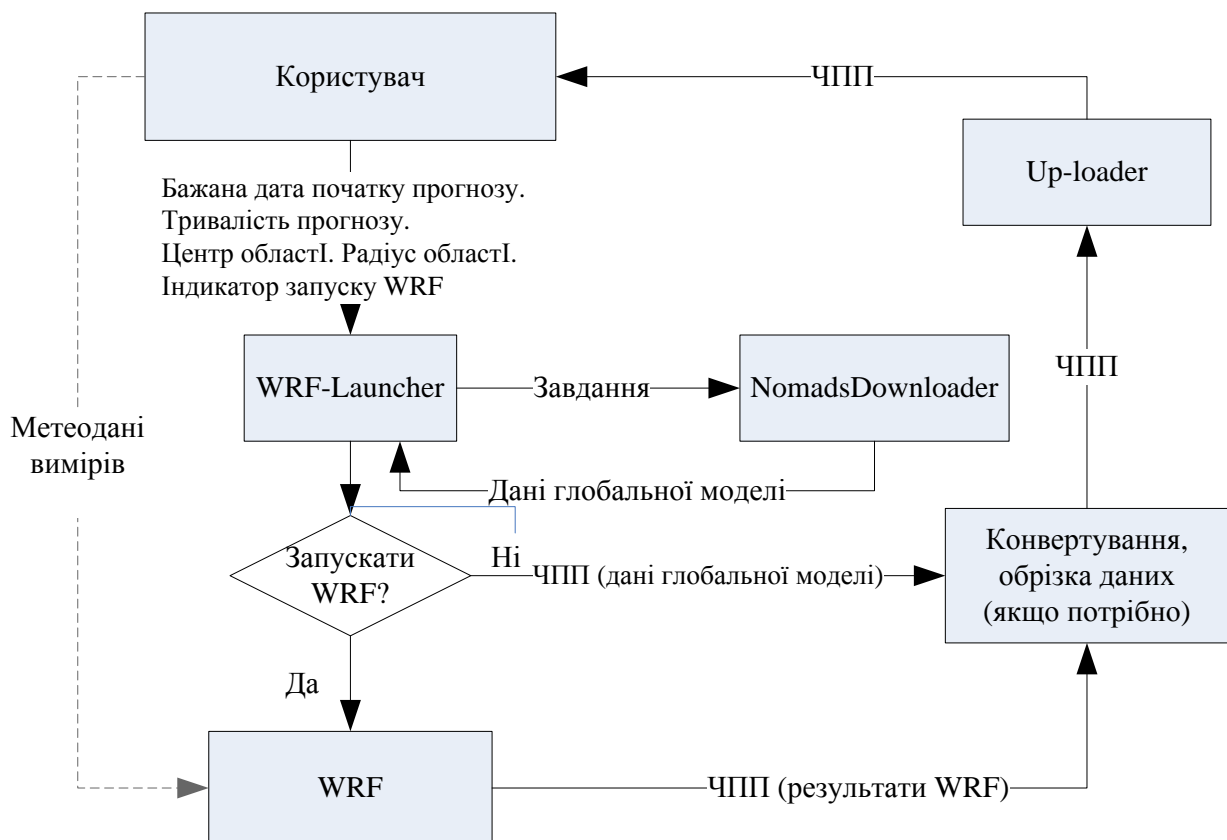 Користувач
ЧПП
Up-loader
Бажана дата початку прогнозу.
Тривалість прогнозу.
Центр областІ. Радіус областІ.
Індикатор запуску WRF
WRF-Launcher
Завдання
NomadsDownloader
ЧПП
Метеодані
вимірів
Дані глобальної моделі
Запускати
WRF?
Ні
ЧПП (дані глобальної моделі)
Конвертування,
обрізка даних
(якщо потрібно)
Да
WRF
ЧПП (результати WRF)